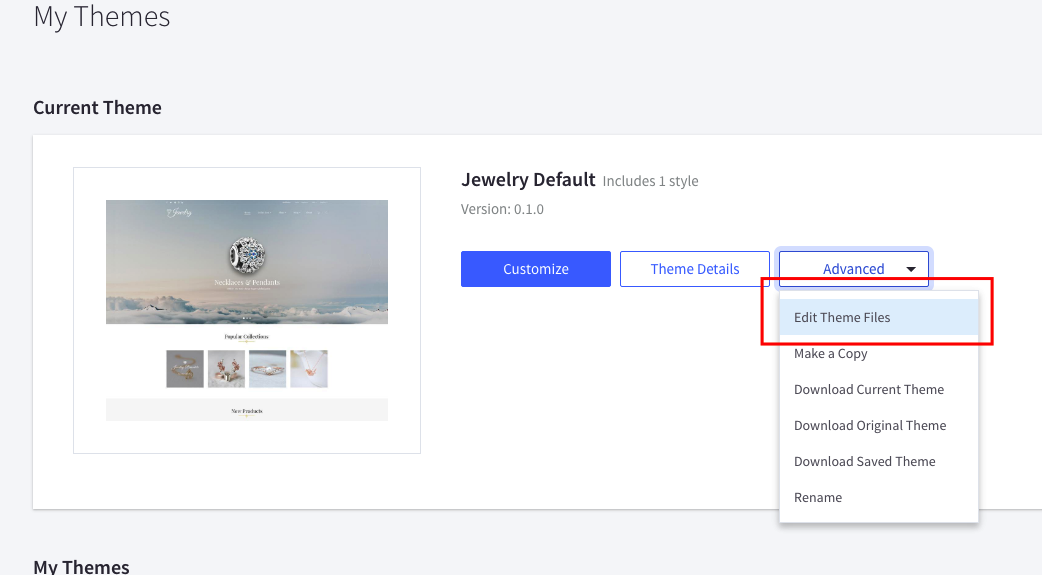 My Themes
Current Theme
Jewelry Default Includes 1 style
Version: 0.1.0
Customize
Theme Details
Advanced
Edit Theme Files
Make a Copy
Download Current Theme
Download Original Theme
Download Saved Theme
Rename
Jewelry
Necklaces & Pendants
Popular Collections
New Products
My Themes